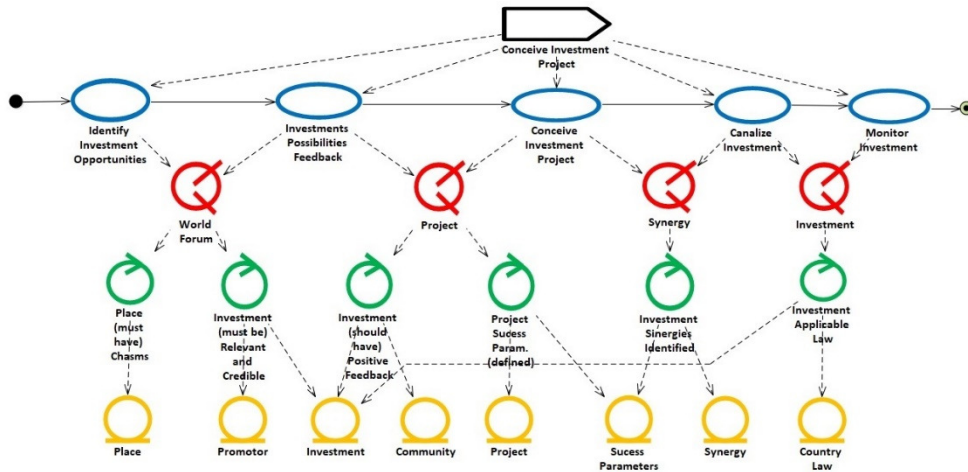 Conceive Investment
Project
Identify
Investment
Opportunities
Investments
Possibilities
Feedback
Conceive
Investment Project
Canalize
Investment
Monitor
Investment
World
Forum
Project
Synergy
Investment
Place
(must
have)
Chasms
Investment
(must be)
Relevant
and
Credible
Investment
(should
have)
Positive
Feedback
Project
Sucess
Param.
(defined)
Investment
Sinergies
Identified
Investment
Applicable
Law
Place
Promotor
Investment
Community
Project
Sucess
Parameters
Synergy
Country
Law